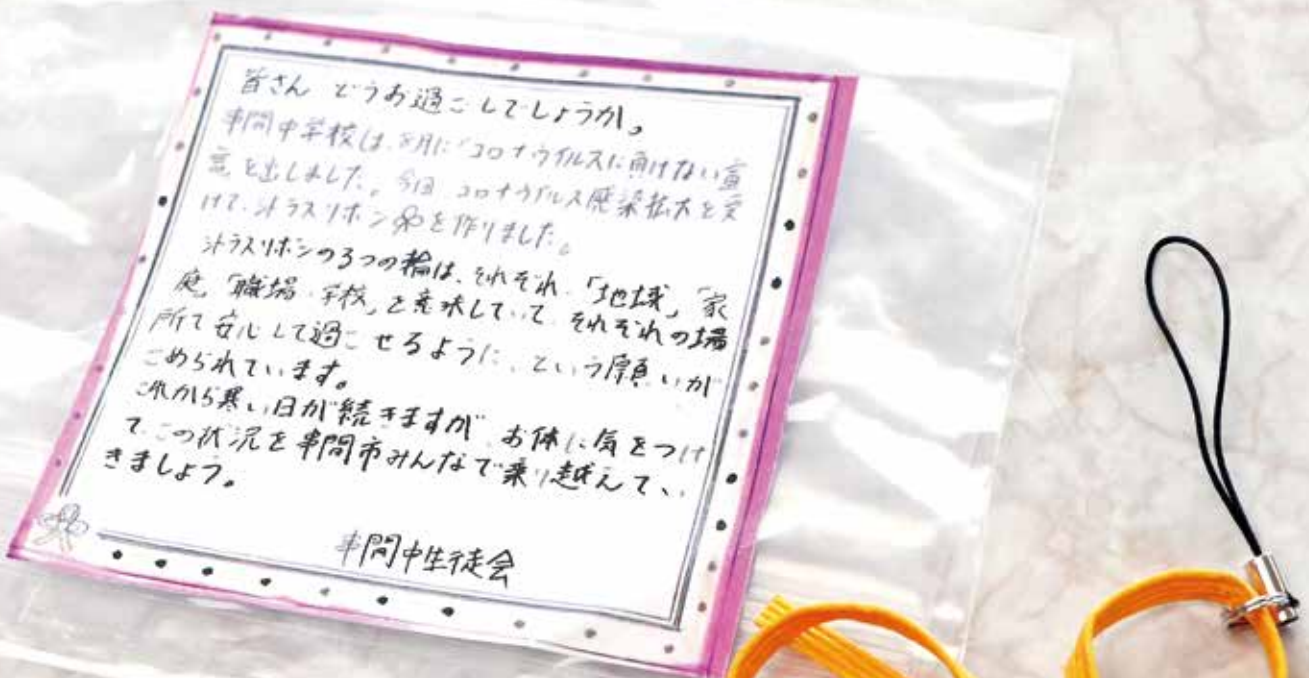 皆さん どうお過ごしでしょうか。
串間中学校は、8月に「コロナウイルスに負けない宣
言」を出しました。今回 コロナウイルス感染拡大を受
けて、シトラスリボンを作りました。
シトラスリボンの3つの輪は、それぞれ、「地域」「家
庭」「職場・学校」を意味していて、それぞれの場
所で安心して過ごせるように、という願いが
こめられています。
これから寒い日が続きますが、お体に気をつけ
て、この状況を串間市みんなで乗り越えてい
きましょう。
串間中生徒会